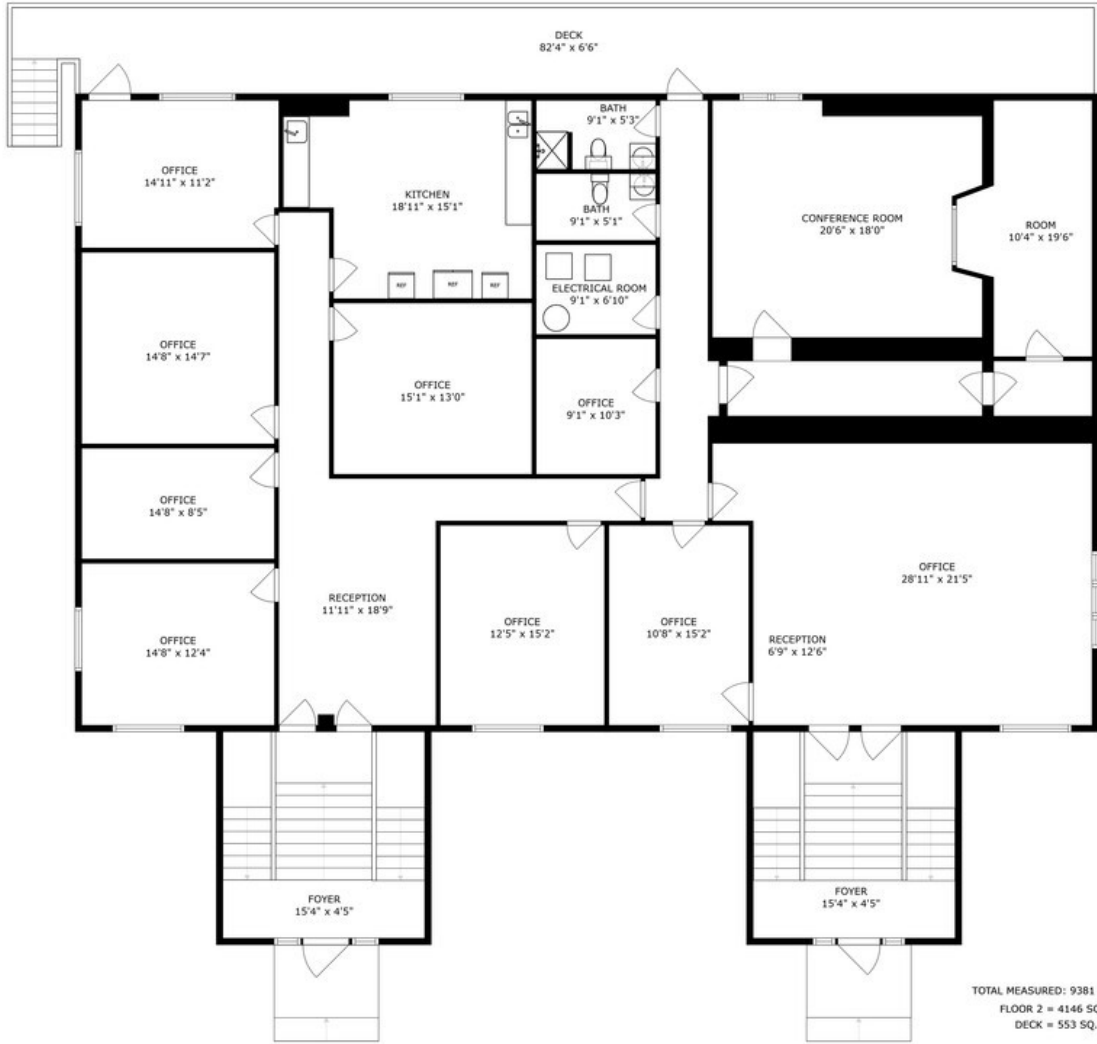 DECK
82'4" x 6'6"
BATH
9'1" x 5'3"
OFFICE
14'11" x 11'2"
KITCHEN
18'11" x 15'1"
BATH
9'1" x 5'1"
CONFERENCE ROOM
20'6" x 18'0"
ROOM
10'4" x 19'6"
REF
REF
REF
ELECTRICAL ROOM
9'1" x 6'10"
OFFICE
14'8" x 14'7"
OFFICE
15'1" x 13'0"
OFFICE
9'1" x 10'3"
OFFICE
14'8" x 8'5"
OFFICE
28'11" x 21'5"
RECEPTION
11'11" x 18'9"
OFFICE
14'8" x 12'4"
OFFICE
12'5" x 15'2"
OFFICE
10'8" x 15'2"
RECEPTION
6'9" x 12'6"
FOYER
15'4" x 4'5"
FOYER
15'4" x 4'5"
TOTAL MEASURED: 9381
FLOOR 2 = 4146 SQ
DECK = 553 SQ.